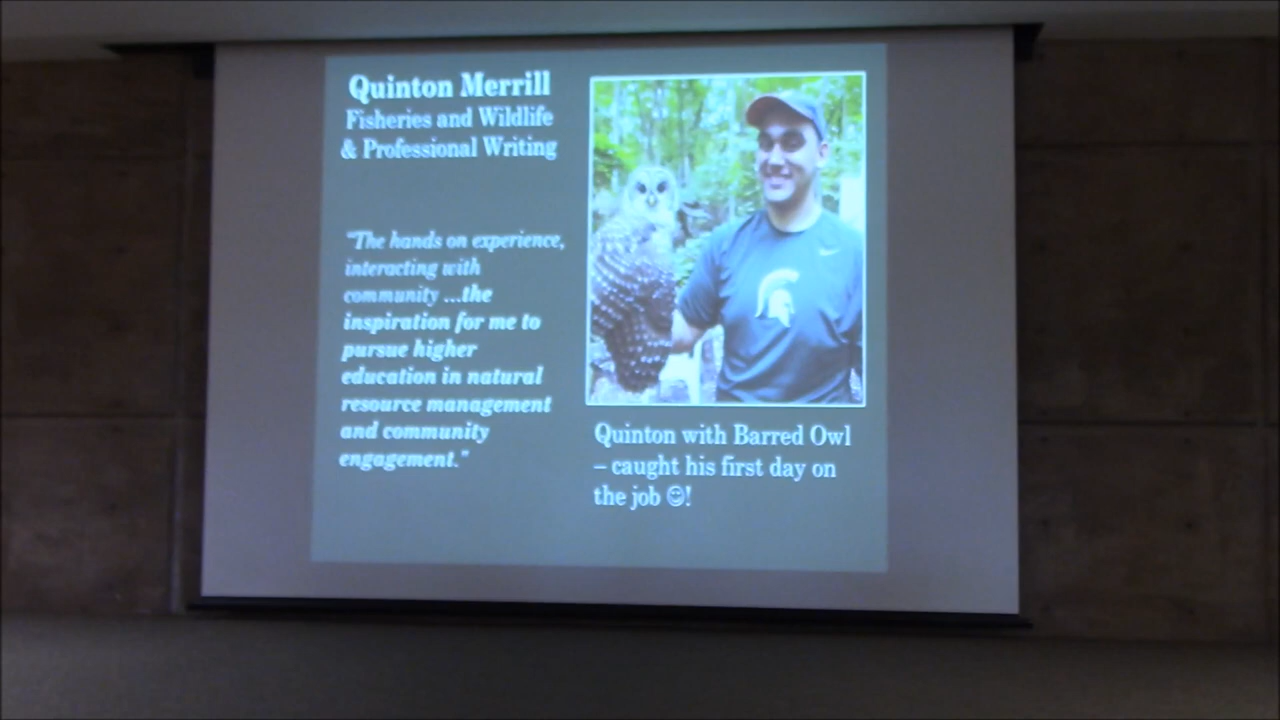 Quinton Merrill
Fisheries and Wildlife
& Professional Writing
"The hands on experience,
interacting with
community ...the
inspiration for me to
pursue higher
education in natural
resource management
and community
engagement."
Quinton with Barred Owl
– caught his first day on
the job ☺!